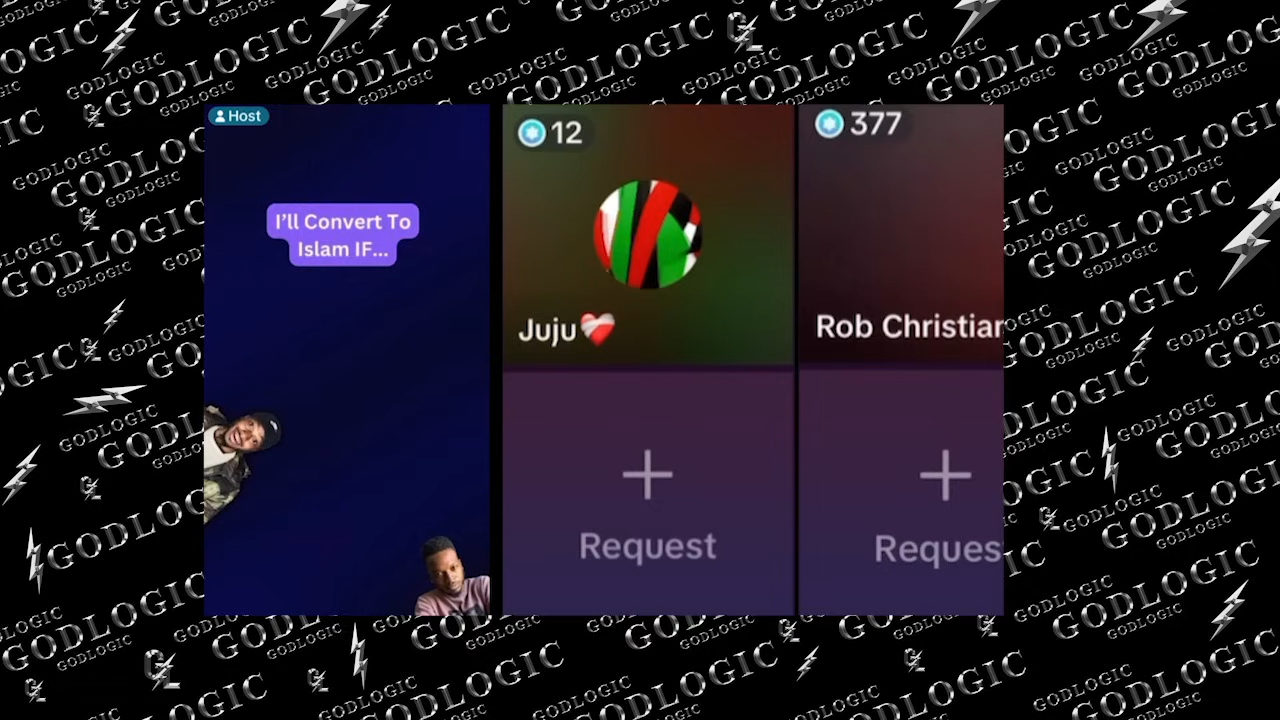 GODLOGIC
Host
I'll Convert To
Islam IF...
12
Juju
Request
377
Rob Christian
Reques